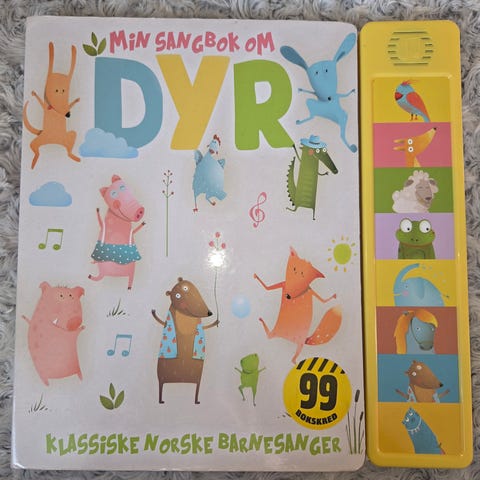 MIN SANGBOK OM
DYR
99
BOKSKRED
KLASSISKE NORSKE BARNESANGER